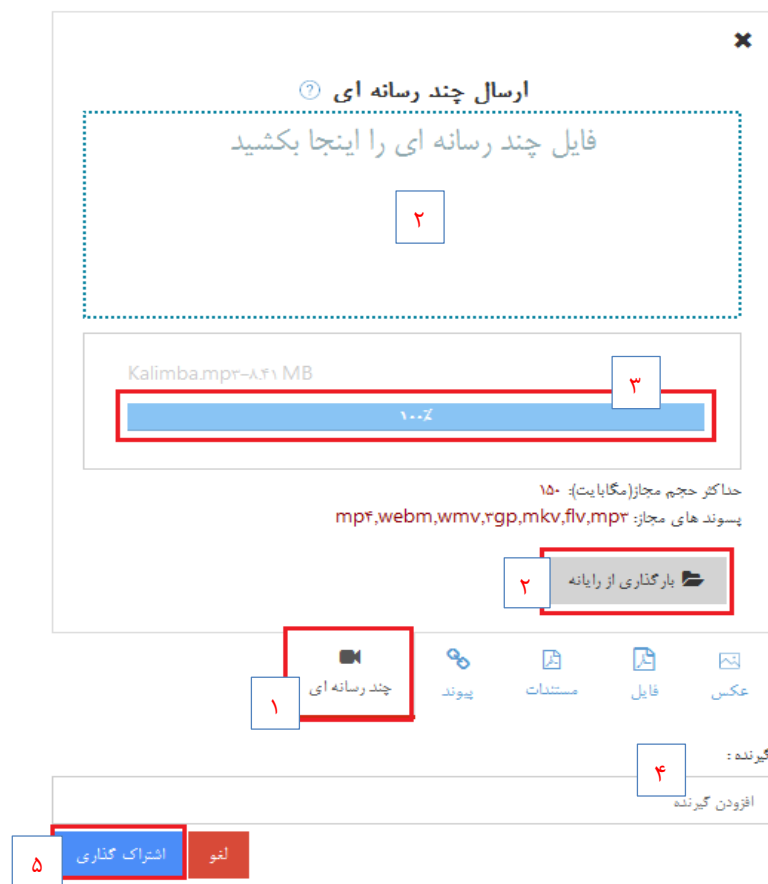 ارسال چند رسانه ای ?
فایل چند رسانه ای را اینجا بکشید
۲
Kalimba.mp۳-۸.۴۱ MB
۳
۱۰۰٪
حداکثر حجم مجاز(مگابایت): ۱۵۰
پسوند های مجاز: mp۴,webm,wmv,۳gp,mkv,flv,mp۳
بارگذاری از رایانه
۲
عکس فایل مستندات پیوند چند رسانه ای
۱
گیرنده :
۴
افزودن گیرنده
لغو اشتراک گذاری
۵